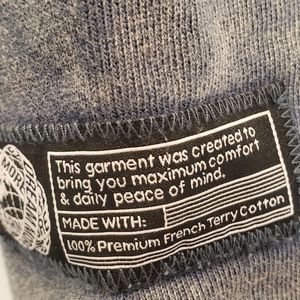 This garment was created to
bring you maximum comfort
& daily peace of mind.
MADE WITH:
100% Premium French Terry Cotton